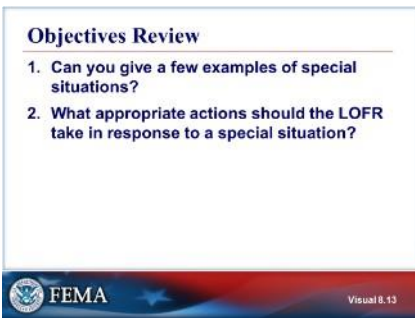 Objectives Review
1. Can you give a few examples of special
situations?
2. What appropriate actions should the LOFR
take in response to a special situation?
FEMA
Visual 8.13